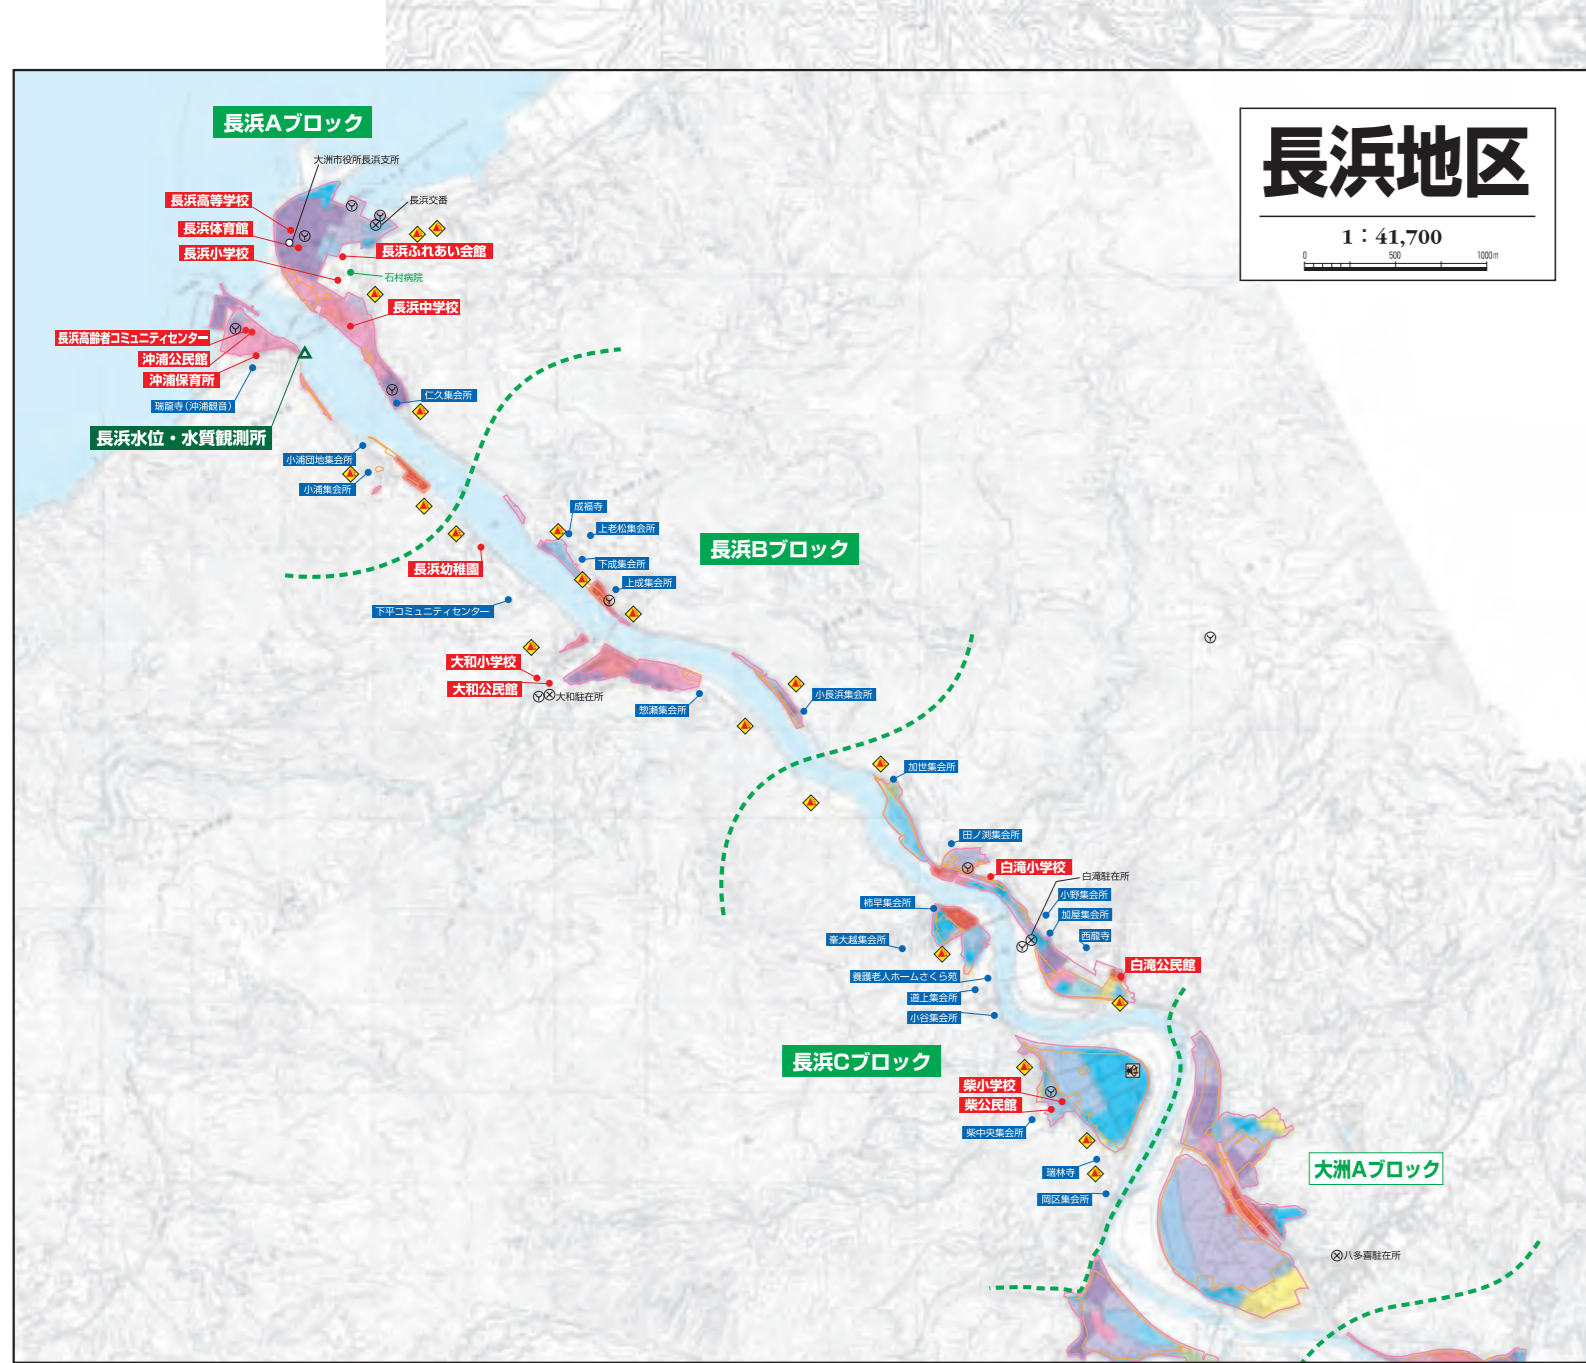 長浜地区
1：41,700
0 500 1000m
長浜Aブロック
大洲市役所長浜支所
長浜高等学校
長浜交番
長浜体育館
長浜小学校
長浜ふれあい会館
石村病院
長浜中学校
長浜高齢者コミュニティセンター
沖浦公民館
沖浦保育所
瑞龍寺（沖浦観音）
仁久集会所
長浜水位・水質観測所
小浦団地集会所
小浦集会所
成福寺
上老松集会所
長浜Bブロック
下成集会所
長浜幼稚園
上成集会所
下平コミュニティセンター
大和小学校
大和公民館
大和駐在所
惣瀬集会所
小長浜集会所
加世集会所
田ノ渕集会所
白滝小学校
白滝駐在所
小野集会所
柿早集会所
加屋集会所
西龍寺
峯大越集会所
白滝公民館
養護老人ホームさくら苑
道上集会所
小谷集会所
長浜Cブロック
柴小学校
柴公民館
柴中央集会所
瑞林寺
大洲Aブロック
岡区集会所
八多喜駐在所